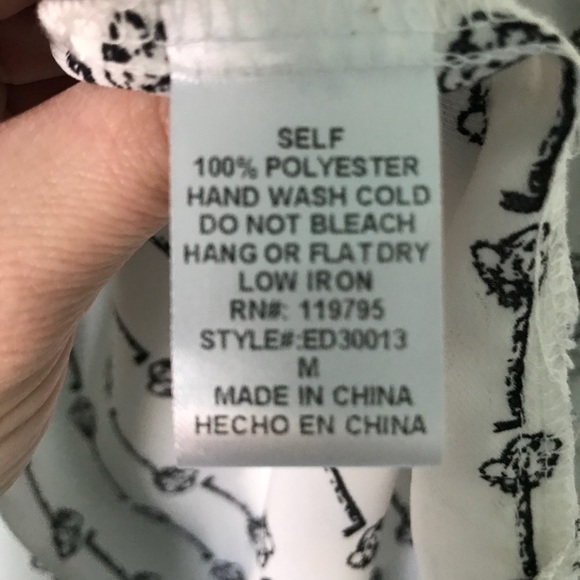 SELF
100% POLYESTER
HAND WASH COLD
DO NOT BLEACH
HANG OR FLAT DRY
LOW IRON
RN#: 119795
STYLE#:ED30013
M
MADE IN CHINA
HECHO EN CHINA